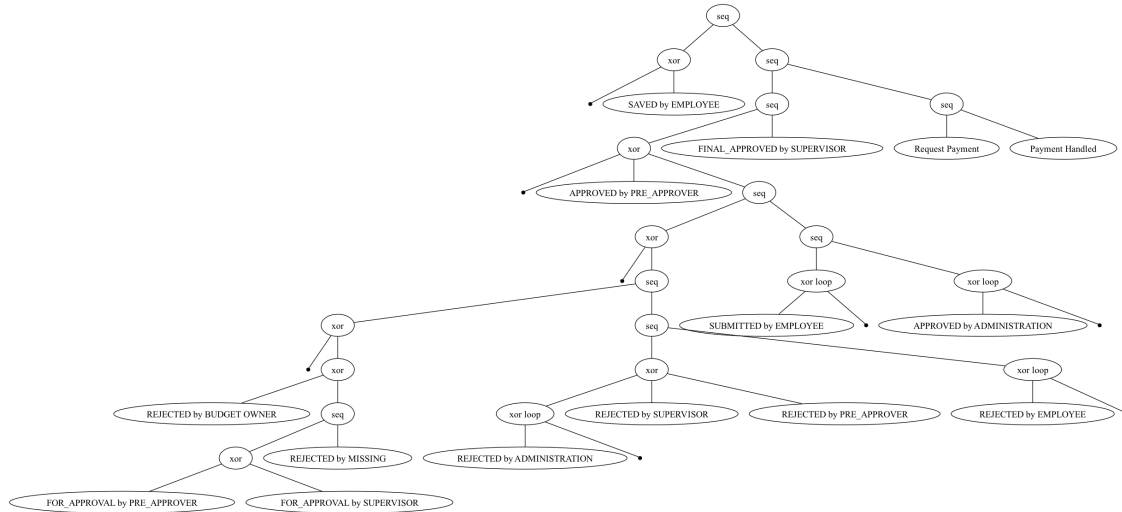 seq
xor
seq
SAVED by EMPLOYEE
seq
seq
xor
FINAL_APPROVED by SUPERVISOR
Request Payment
Payment Handled
APPROVED by PRE_APPROVER
seq
xor
seq
seq
xor loop
xor loop
xor
seq
SUBMITTED by EMPLOYEE
APPROVED by ADMINISTRATION
xor
xor
xor loop
REJECTED by BUDGET OWNER
seq
xor loop
REJECTED by SUPERVISOR
REJECTED by PRE_APPROVER
REJECTED by EMPLOYEE
xor
REJECTED by MISSING
REJECTED by ADMINISTRATION
FOR_APPROVAL by PRE_APPROVER
FOR_APPROVAL by SUPERVISOR